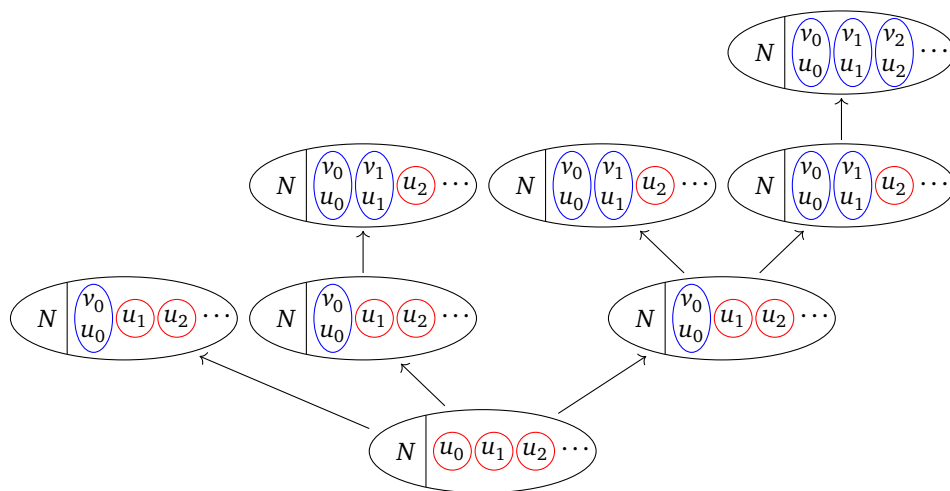 v₀ v₁ v₂
N u₀ u₁ u₂ ⋯
v₀ v₁
N u₀ u₁ u₂ ⋯
v₀ v₁
N u₀ u₁ u₂ ⋯
v₀ v₁
N u₀ u₁ u₂ ⋯
v₀
N u₀ u₁ u₂ ⋯
v₀
N u₀ u₁ u₂ ⋯
v₀
N u₀ u₁ u₂ ⋯
N u₀ u₁ u₂ ⋯